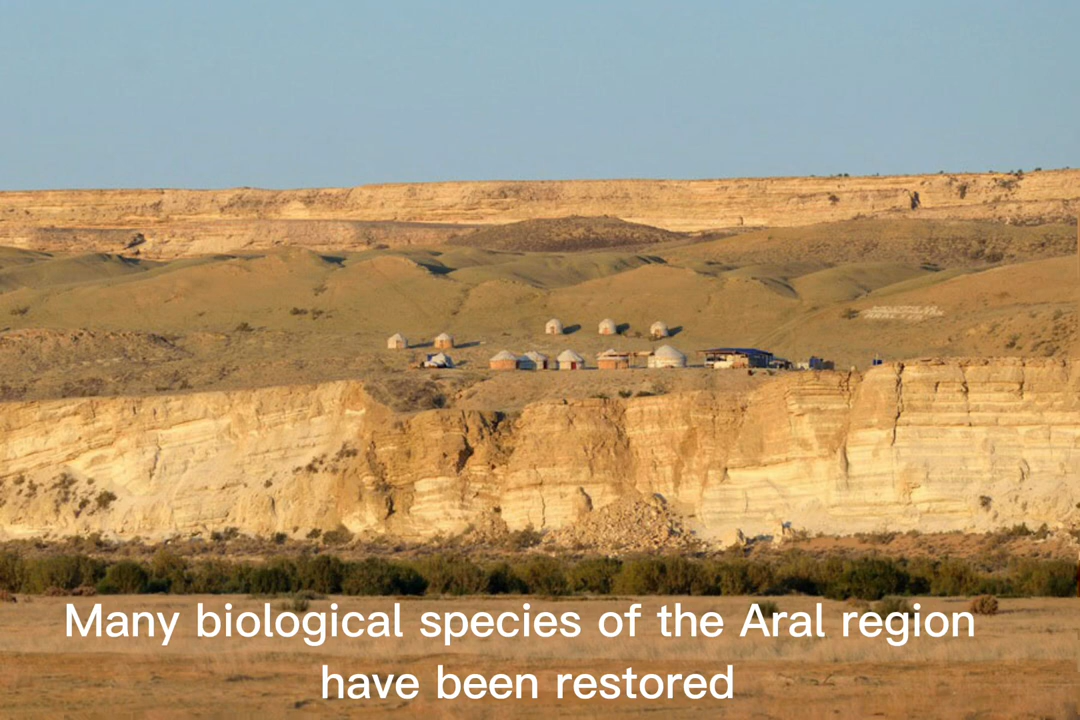 Many biological species of the Aral region
have been restored